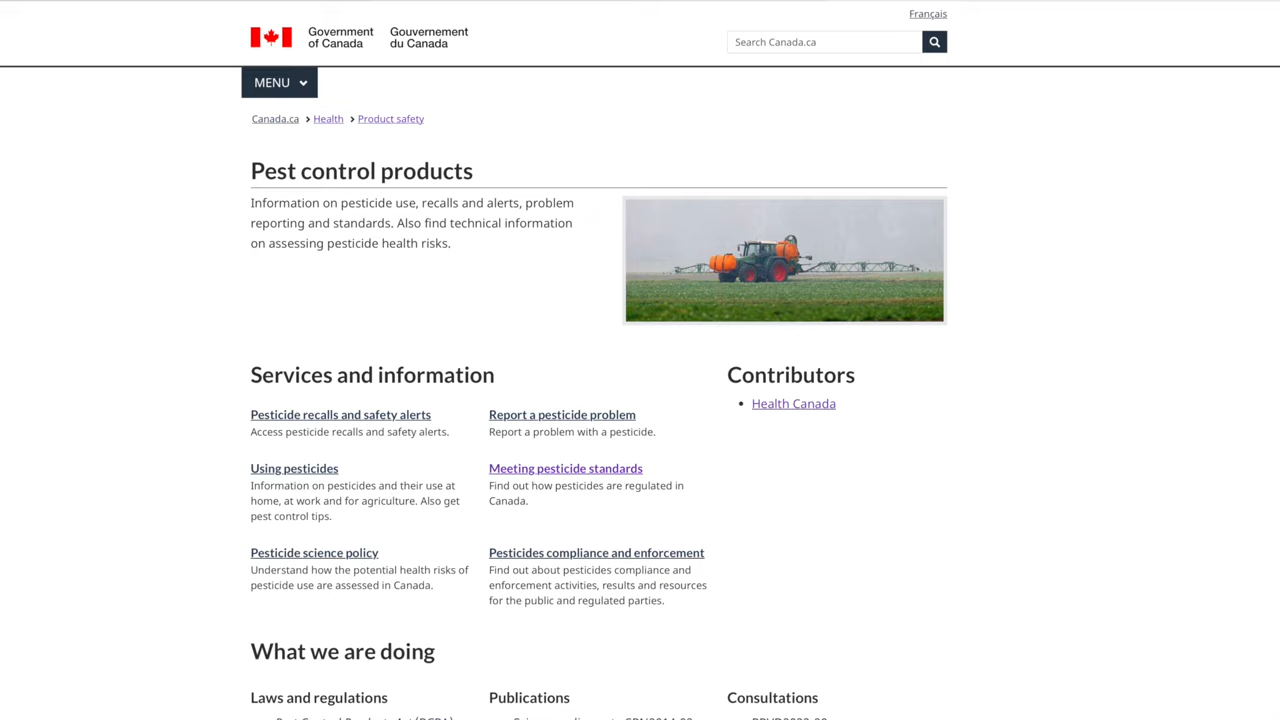 Français
Government of Canada
Gouvernement du Canada
Search Canada.ca
MENU
Canada.ca > Health > Product safety
Pest control products
Information on pesticide use, recalls and alerts, problem
reporting and standards. Also find technical information
on assessing pesticide health risks.
Services and information
Pesticide recalls and safety alerts
Access pesticide recalls and safety alerts.
Report a pesticide problem
Report a problem with a pesticide.
Using pesticides
Information on pesticides and their use at
home, at work and for agriculture. Also get
pest control tips.
Meeting pesticide standards
Find out how pesticides are regulated in
Canada.
Pesticide science policy
Understand how the potential health risks of
pesticide use are assessed in Canada.
Pesticides compliance and enforcement
Find out about pesticides compliance and
enforcement activities, results and resources
for the public and regulated parties.
Contributors
• Health Canada
What we are doing
Laws and regulations
Publications
Consultations